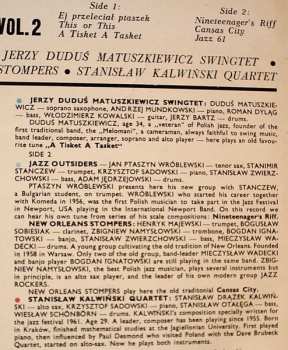 VOL. 2
Side 1:
Ej przeleciał ptaszek
This or This
A Tisket A Tasket
Side 2:
Nineteenager's Riff
Cansas City
Jazz 61
JERZY DUDUŚ MATUSZKIEWICZ SWINGTET •
STOMPERS • STANISŁAW KALWIŃSKI QUARTET
JERZY DUDUŚ MATUSZKIEWICZ SWINGTET: DUDUŚ MATUSZKIE-
WICZ — soprano saxophone, ANDRZEJ MUNDKOWSKI — piano, ROMAN DYLĄG
— bass, WŁODZIMIERZ KOWALSKI — guitar, JERZY BARTZ — drums.
DUDUŚ MATUSZKIEWICZ, age 34, a „veteran" of Polish jazz, founder of the
first traditional band, the „Melomani", a cameraman, always faithful to swing music,
band leader, composer, arranger, soprano and alto player — here plays an old favour-
ite tune „A Tisket A Tasket"
SIDE 2.
JAZZ OUTSIDERS — JAN PTASZYN WRÓBLEWSKI — tenor sax, STANIMIR
STANCZEW — trumpet, KRZYSZTOF SADOWSKI — piano, STANISŁAW ZWIERZ-
CHOWSKI — bass, ADAM JĘDRZEJOWSKI — drums.
PTASZYN WRÓBLEWSKI presents here his new group with STANCZEW,
a Bulgarian student, on trumpet. WRÓBLEWSKI who started his career together
with Komeda in 1956, was the first Polish musician to take part in the Jazz Festival
in Newport, USA playing in the International Newport Band. On this record we can
hear his own tune from series of his stale compositions: Nineteenager's Riff.
NEW ORLEANS STOMPERS: HENRYK MAJEWSKI — trumpet, BOGUSŁAW
SOBIESIAK — clarinet, ZBIGNIEW NAMYSŁOWSKI — trombone, BOGDAN IGNA-
TOWSKI — banjo, STANISŁAW ZWIERZCHOWSKI — bass, MIECZYSŁAW WA-
DECKI — drums. A young group cultivating the old tradition of New Orleans. Founded
is 1958 in Warsaw. Only two of the old group, band-leader MIECZYSŁAW WADECKI
and banjo player BOGDAN IGNATOWSKI are still playing in the same band. ZBIG-
NIEW NAMYSŁOWSKI, the best Polish jazz musician, plays several instruments but
in principle, is an alto sax player, and the leader of his own modern group JAZZ
ROCKERS.
NEW ORLEANS STOMPERS play here the old traditional Cansas City.
STANISŁAW KALWIŃSKI QUARTET: STANISŁAW DRĄŻEK KALWIŃ-
SKI — alto sax, KRZYSZTOF SADOWSKI — piano, STANISŁAW OTAŁĘGA — bass,
WIESŁAW SCHÖNBORN — drums. KALWIŃSKI's composition specially written for
the jazz festival 1961. Age 29. A leader, composer, has been playing since 1955. Born
in Kraków, finished mathematical studies at the Jagiellonian University. First played
piano, then influenced by Paul Desmond who visited Poland with the Dave Brubeck
Quartet, started on alto-sax. Now he plays both instruments.